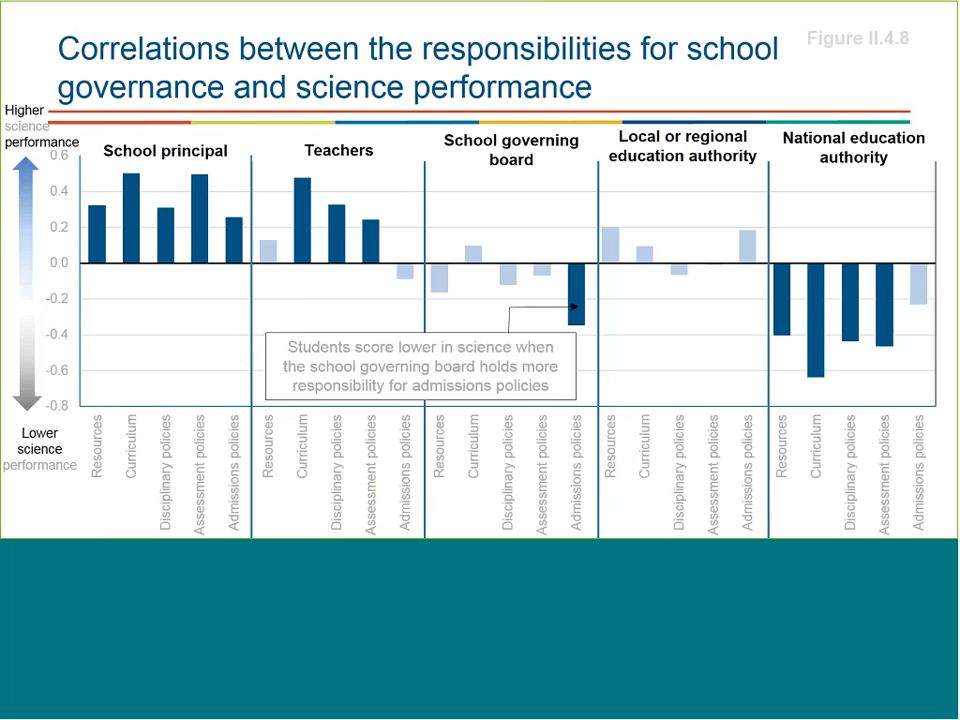 Correlations between the responsibilities for school
governance and science performance
Figure II.4.8
Higher
science
performance
School principal
Teachers
School governing
board
Local or regional
education authority
National education
authority
0.6
0.4
0.2
0.0
-0.2
-0.4
-0.6
-0.8
Students score lower in science when
the school governing board holds more
responsibility for admissions policies
Lower
science
performance
Resources
Curriculum
Disciplinary policies
Assessment policies
Admissions policies
Resources
Curriculum
Disciplinary policies
Assessment policies
Admissions policies
Resources
Curriculum
Disciplinary policies
Assessment policies
Admissions policies
Resources
Curriculum
Disciplinary policies
Assessment policies
Admissions policies
Resources
Curriculum
Disciplinary policies
Assessment policies
Admissions policies